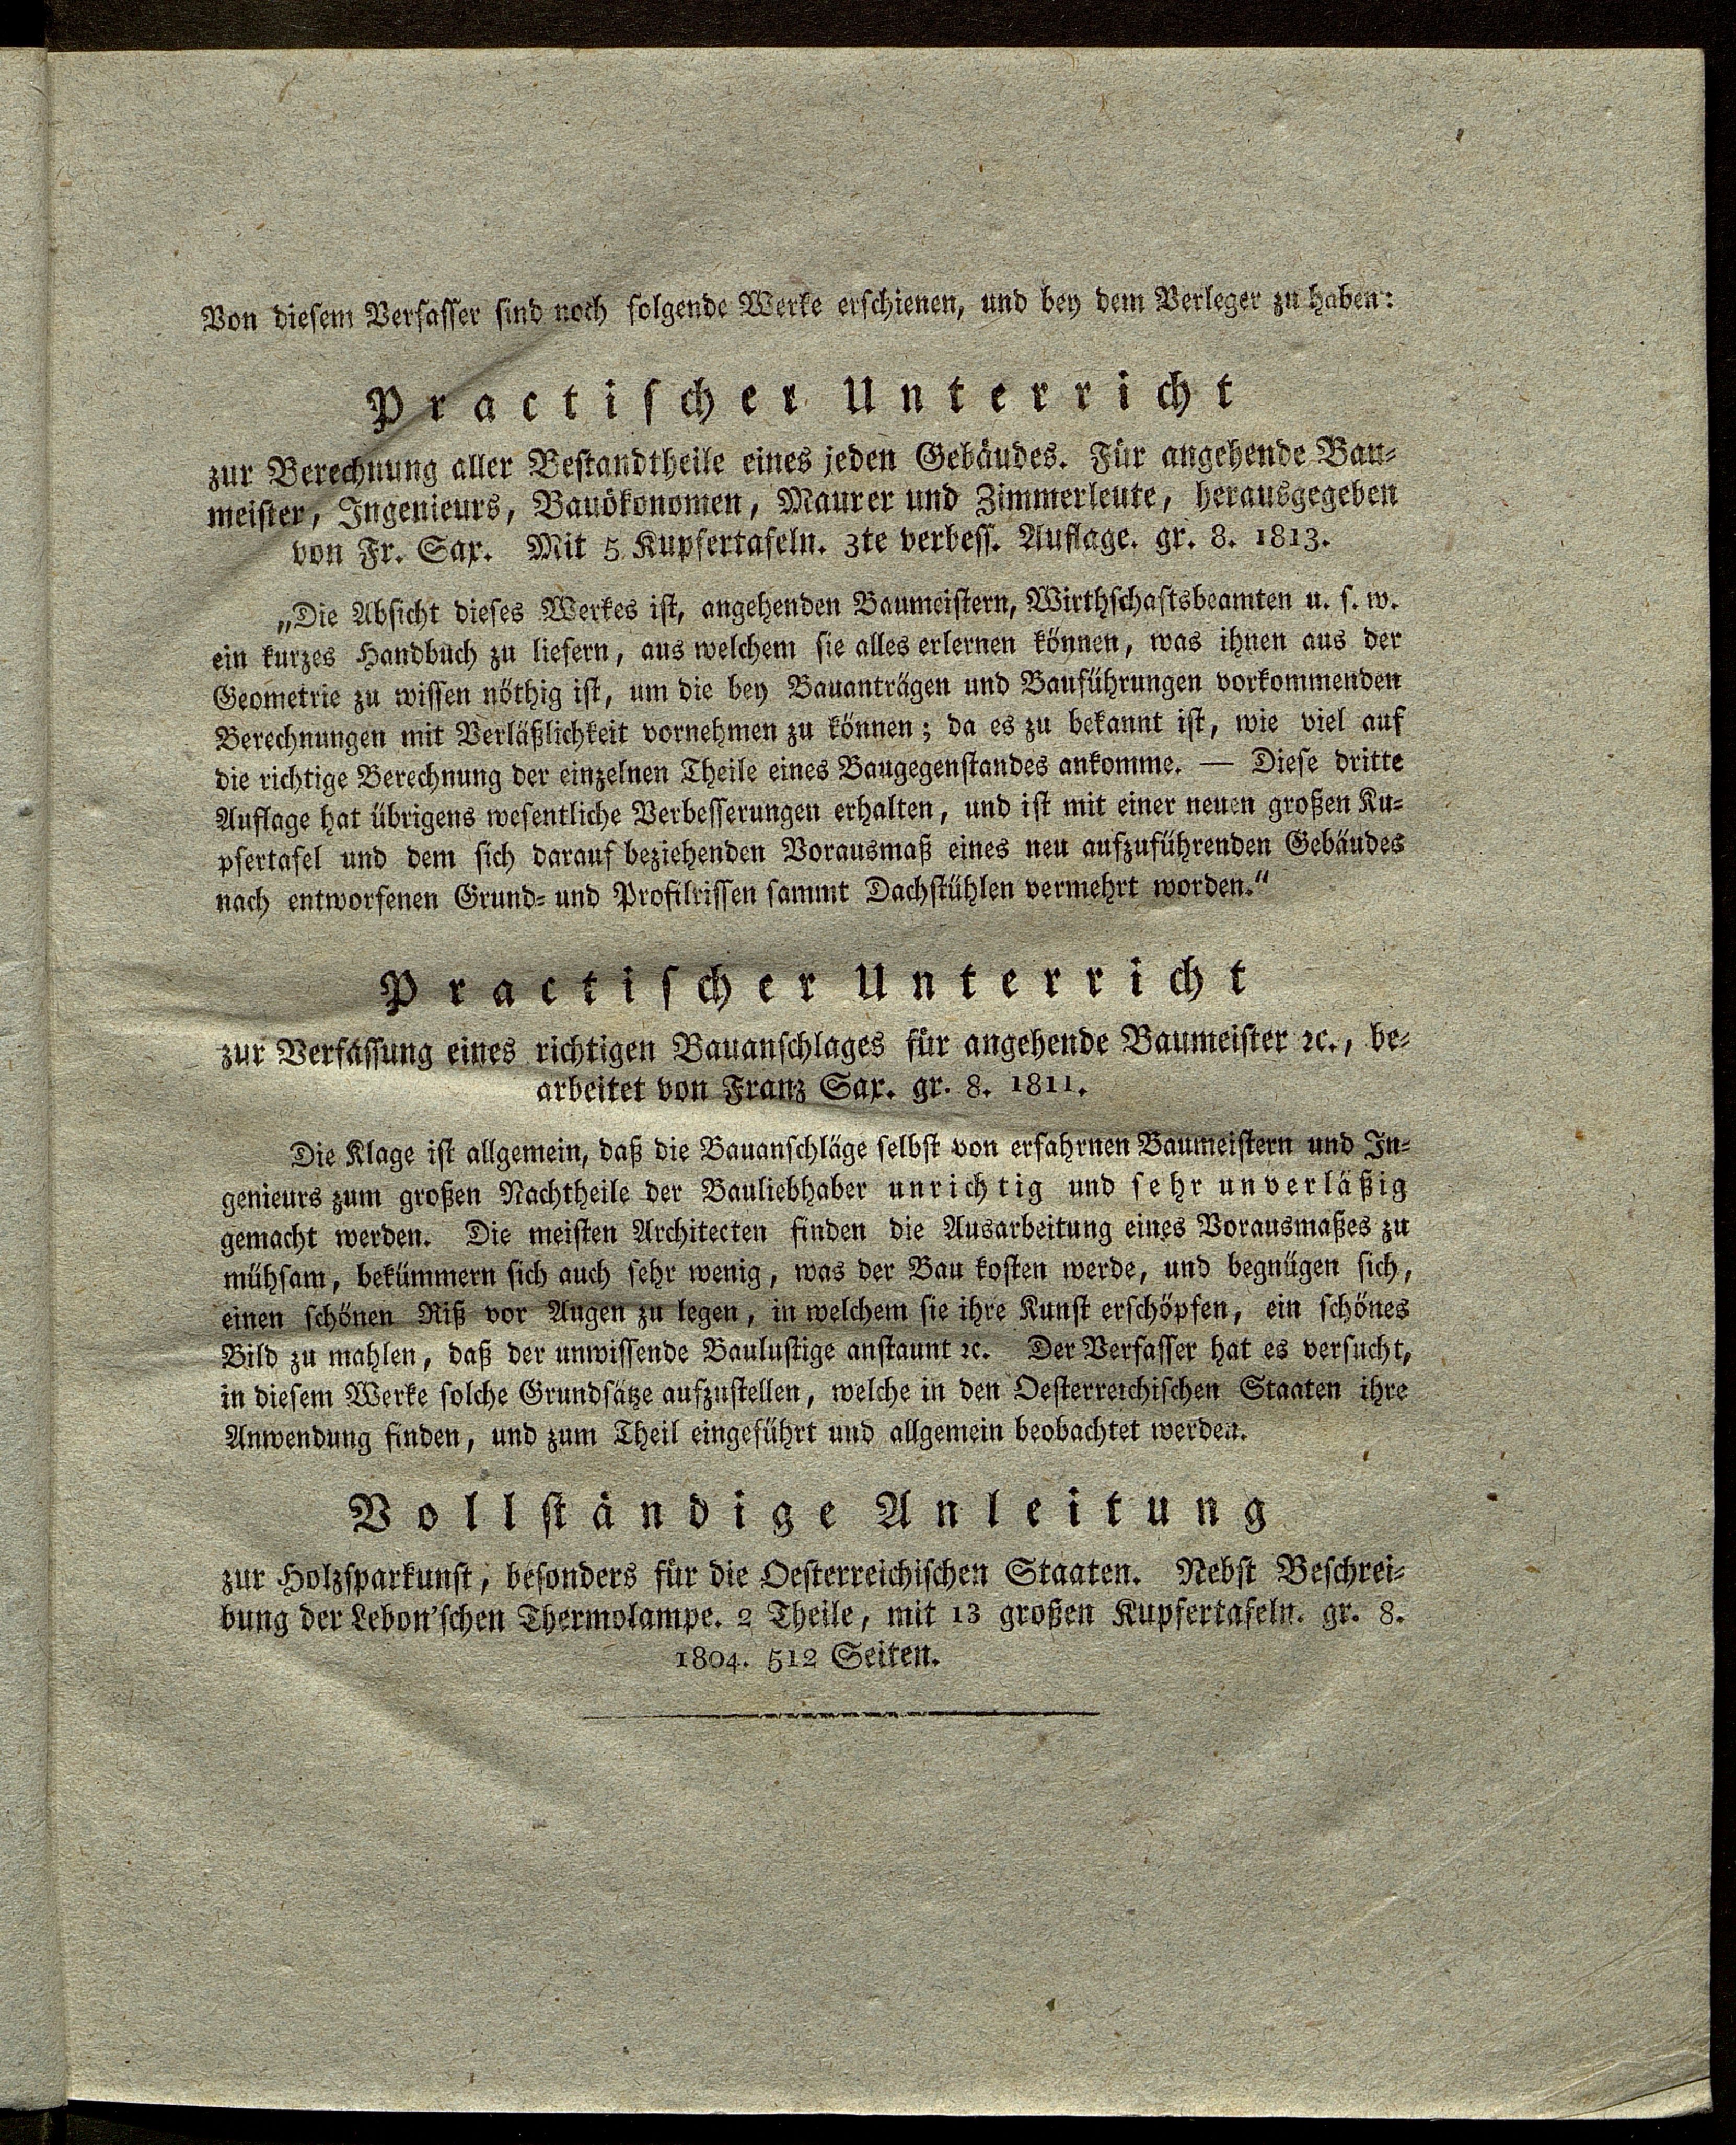 Von diesem Verfasser sind noch folgende Werke erschienen, und bey dem Verleger zu haben:
Practischer Unterricht
zur Berechnung aller Bestandtheile eines jeden Gebäudes. Für angehende Bau-
meister, Ingenieurs, Bauökonomen, Maurer und Zimmerleute, herausgegeben
von Fr. Sax. Mit 5 Kupfertafeln. 3te verbess. Auflage. gr. 8. 1813.
„Die Absicht dieses Werkes ist, angehenden Baumeistern, Wirthschaftsbeamten u. s. w.
ein kurzes Handbuch zu liefern, aus welchem sie alles erlernen können, was ihnen aus der
Geometrie zu wissen nöthig ist, um die bey Bauanträgen und Bauführungen vorkommenden
Berechnungen mit Verläßlichkeit vornehmen zu können; da es zu bekannt ist, wie viel auf
die richtige Berechnung der einzelnen Theile eines Baugegenstandes ankomme. — Diese dritte
Auflage hat übrigens wesentliche Verbesserungen erhalten, und ist mit einer neuen großen Ku-
pfertafel und dem sich darauf beziehenden Vorausmaß eines neu aufzuführenden Gebäudes
nach entworfenen Grund- und Profilrissen sammt Dachstühlen vermehrt worden.“
Practischer Unterricht
zur Verfassung eines richtigen Bauanschlages für angehende Baumeister ꝛc., be-
arbeitet von Franz Sax. gr. 8. 1811.
Die Klage ist allgemein, daß die Bauanschläge selbst von erfahrnen Baumeistern und In-
genieurs zum großen Nachtheile der Bauliebhaber unrichtig und sehr unverläßig
gemacht werden. Die meisten Architecten finden die Ausarbeitung eines Vorausmaßes zu
mühsam, bekümmern sich auch sehr wenig, was der Bau kosten werde, und begnügen sich,
einen schönen Riß vor Augen zu legen, in welchem sie ihre Kunst erschöpfen, ein schönes
Bild zu mahlen, daß der unwissende Baulustige anstaunt ꝛc. Der Verfasser hat es versucht,
in diesem Werke solche Grundsätze aufzustellen, welche in den Oesterreichischen Staaten ihre
Anwendung finden, und zum Theil eingeführt und allgemein beobachtet werden.
Vollständige Anleitung
zur Holzsparkunst, besonders für die Oesterreichischen Staaten. Nebst Beschrei-
bung der Lebon'schen Thermolampe. 2 Theile, mit 13 großen Kupfertafeln. gr. 8.
1804. 512 Seiten.